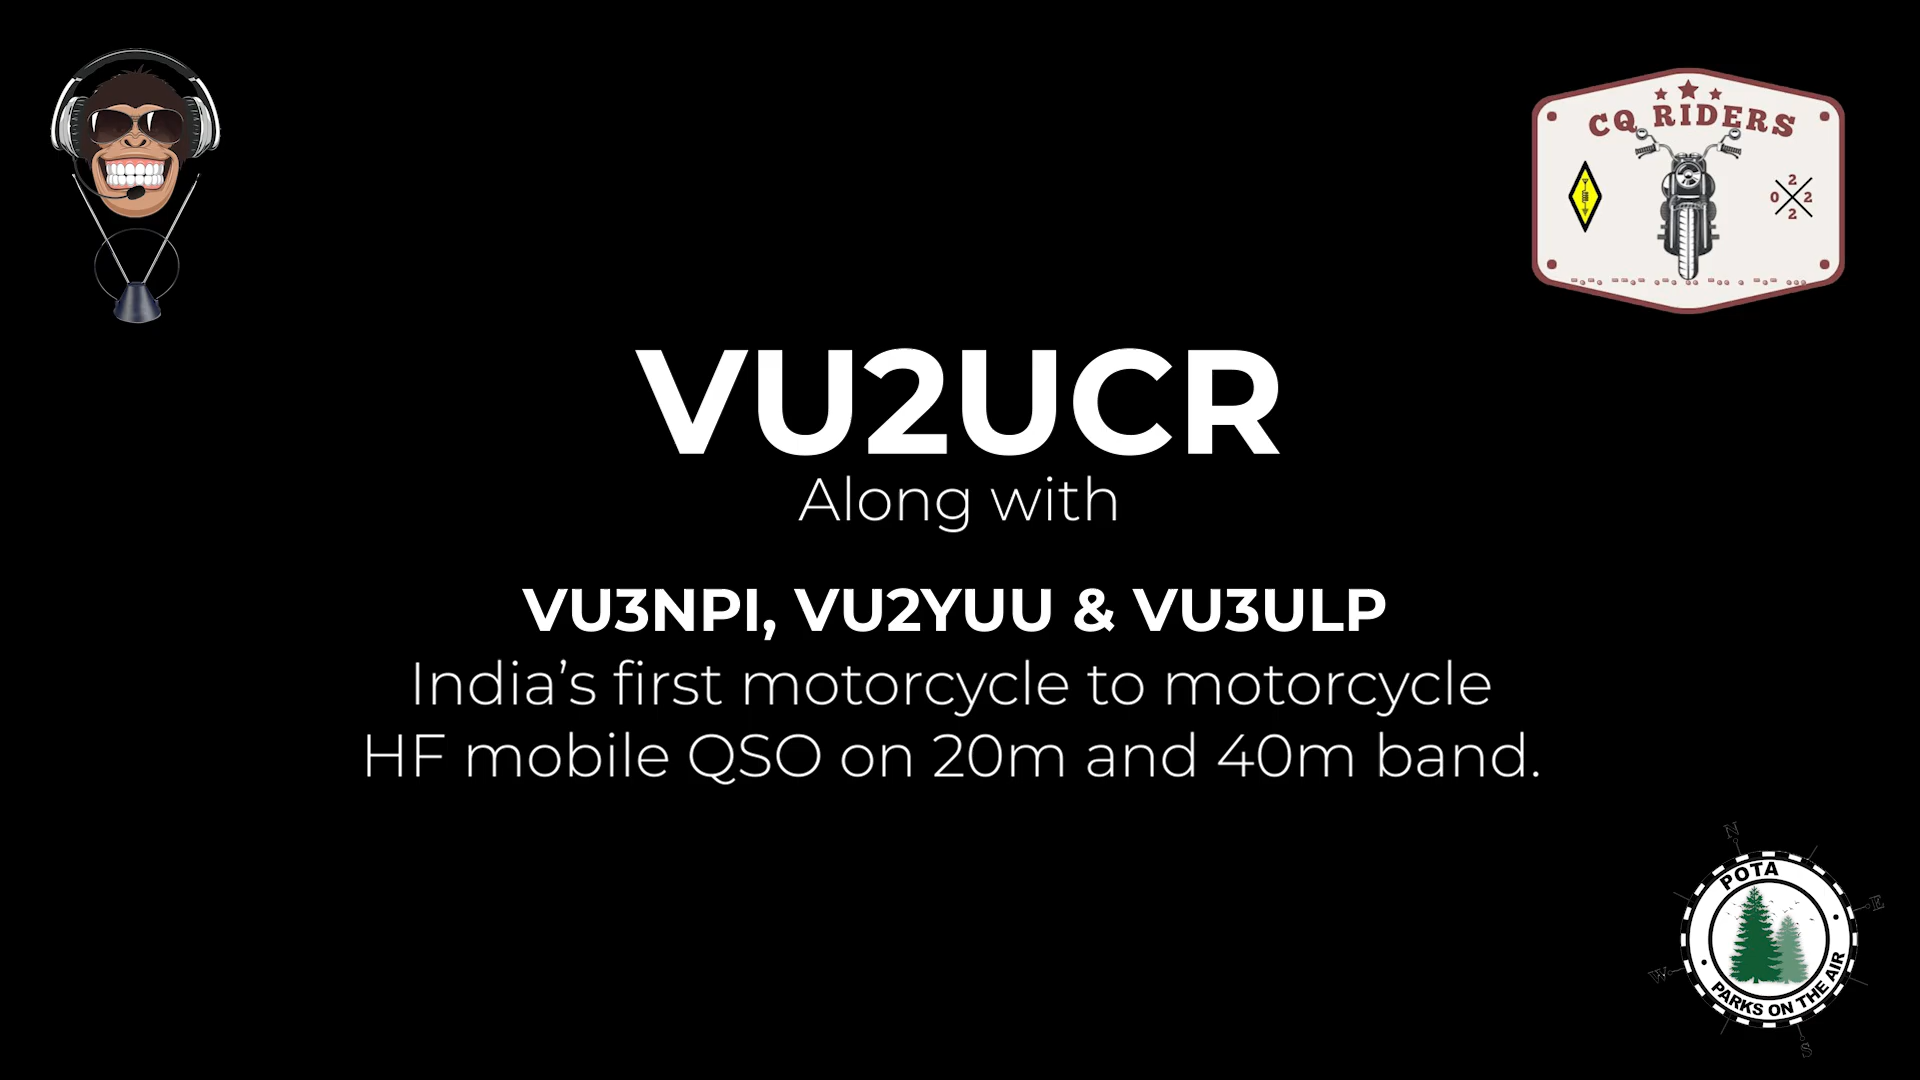 CQ RIDERS
2
0 2
2
VU2UCR
Along with
VU3NPI, VU2YUU & VU3ULP
India’s first motorcycle to motorcycle
HF mobile QSO on 20m and 40m band.
N
POTA
E
W
PARKS ON THE AIR
S